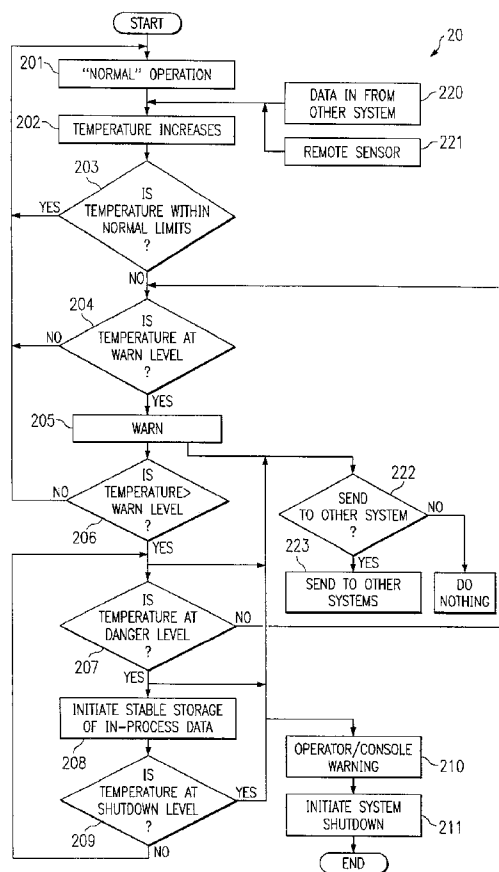 START
20
201
"NORMAL" OPERATION
DATA IN FROM
OTHER SYSTEM
220
202
TEMPERATURE INCREASES
REMOTE SENSOR
221
203
IS
TEMPERATURE WITHIN
NORMAL LIMITS
?
YES
NO
204
IS
TEMPERATURE AT
WARN LEVEL
?
NO
YES
205
WARN
IS
TEMPERATURE>
WARN LEVEL
?
NO
206
YES
222
SEND
TO OTHER SYSTEM
?
NO
YES
223
SEND TO OTHER
SYSTEMS
DO
NOTHING
IS
TEMPERATURE AT
DANGER LEVEL
?
NO
207
YES
INITIATE STABLE STORAGE
OF IN-PROCESS DATA
208
OPERATOR/CONSOLE
WARNING
210
IS
TEMPERATURE AT
SHUTDOWN LEVEL
?
YES
209
NO
INITIATE SYSTEM
SHUTDOWN
211
END